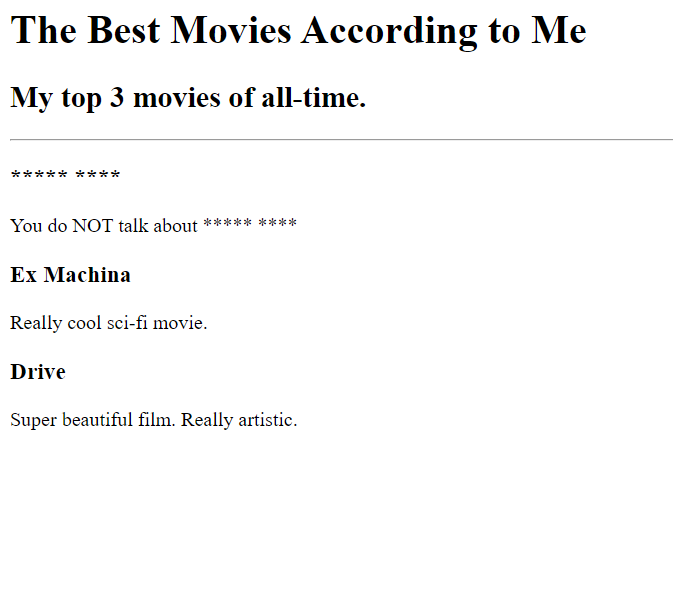 The Best Movies According to Me
My top 3 movies of all-time.
***** ****
You do NOT talk about ***** ****
Ex Machina
Really cool sci-fi movie.
Drive
Super beautiful film. Really artistic.